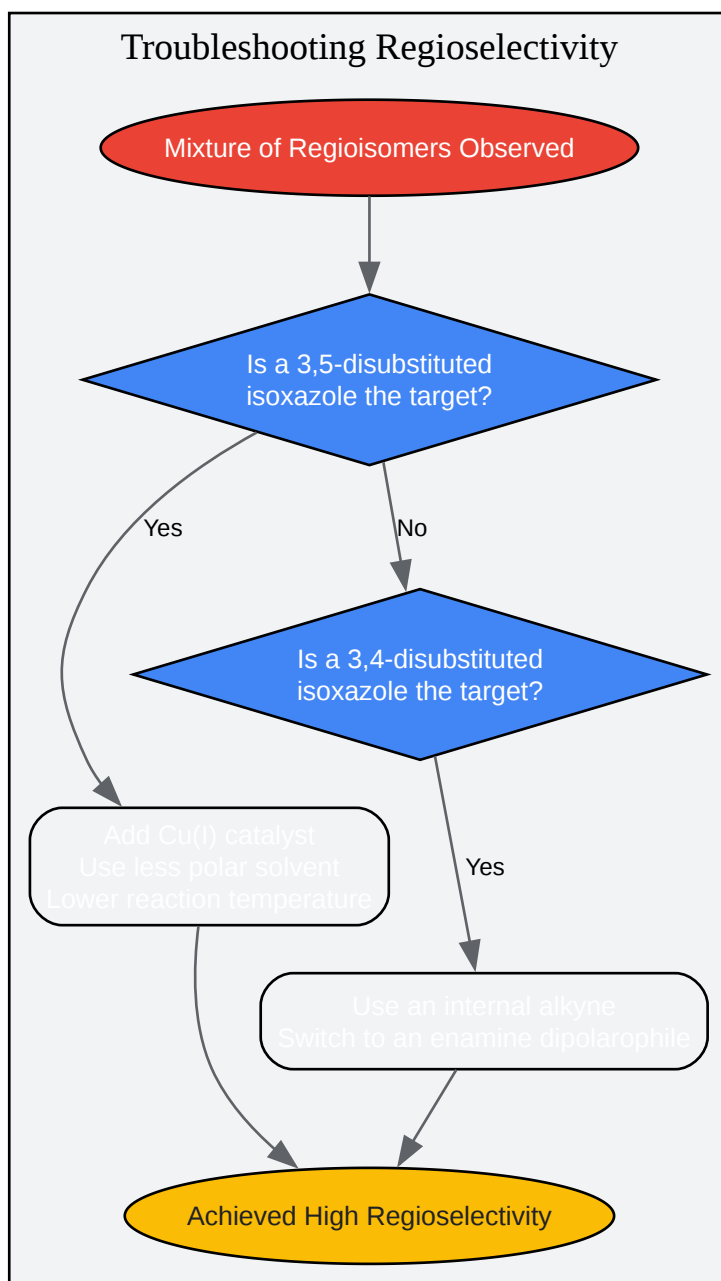 Troubleshooting Regioselectivity
Mixture of Regioisomers Observed
Is a 3,5-disubstituted
isoxazole the target?
Yes
No
Is a 3,4-disubstituted
isoxazole the target?
Add Cu(I) catalyst
Use less polar solvent
Lower reaction temperature
Yes
Use an internal alkyne
Switch to an enamine dipolarophile
Achieved High Regioselectivity